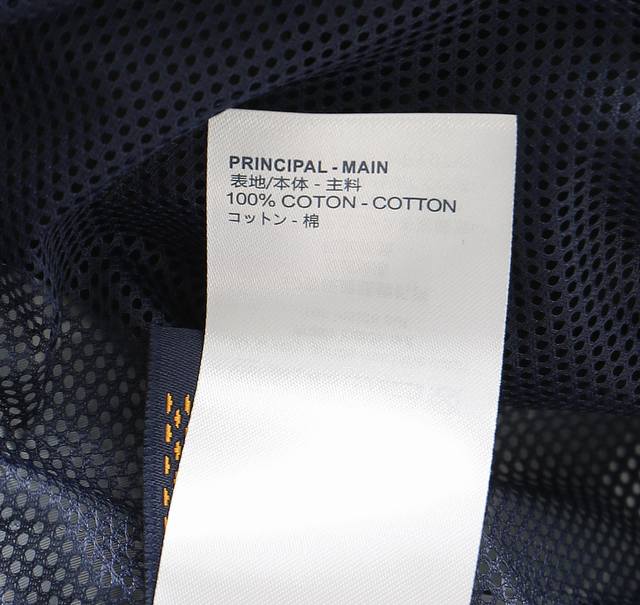 PRINCIPAL - MAIN
表地/本体 - 主料
100% COTON - COTTON
コットン - 棉